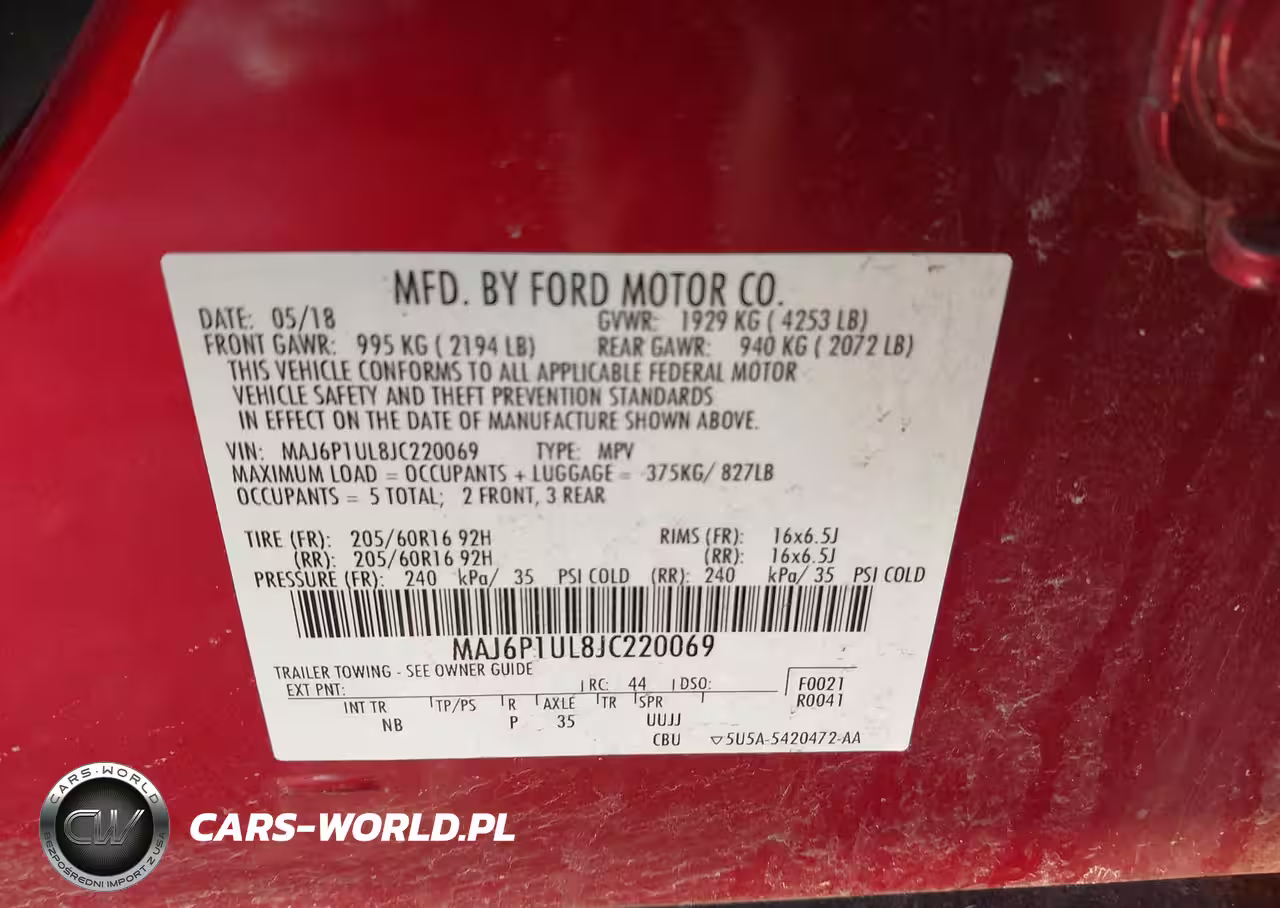 MFD. BY FORD MOTOR CO.
DATE: 05/18 GVWR: 1929 KG ( 4253 LB)
FRONT GAWR: 995 KG ( 2194 LB) REAR GAWR: 940 KG ( 2072 LB)
THIS VEHICLE CONFORMS TO ALL APPLICABLE FEDERAL MOTOR
VEHICLE SAFETY AND THEFT PREVENTION STANDARDS
IN EFFECT ON THE DATE OF MANUFACTURE SHOWN ABOVE.
VIN: MAJ6P1UL8JC220069 TYPE: MPV
MAXIMUM LOAD = OCCUPANTS + LUGGAGE = 375KG/ 827LB
OCCUPANTS = 5 TOTAL; 2 FRONT, 3 REAR
TIRE (FR): 205/60R16 92H RIMS (FR): 16x6.5J
(RR): 205/60R16 92H (RR): 16x6.5J
PRESSURE (FR): 240 kPa/ 35 PSI COLD (RR): 240 kPa/ 35 PSI COLD
MAJ6P1UL8JC220069
TRAILER TOWING - SEE OWNER GUIDE
EXT PNT: RC: 44 DSO: F0021
INT TR TP/PS R AXLE TR SPR R0041
NB P 35 UUJJ
CBU ▽5U5A-5420472-AA
CARS-WORLD
CW
BEZPOŚREDNI IMPORT Z USA
CARS-WORLD.PL